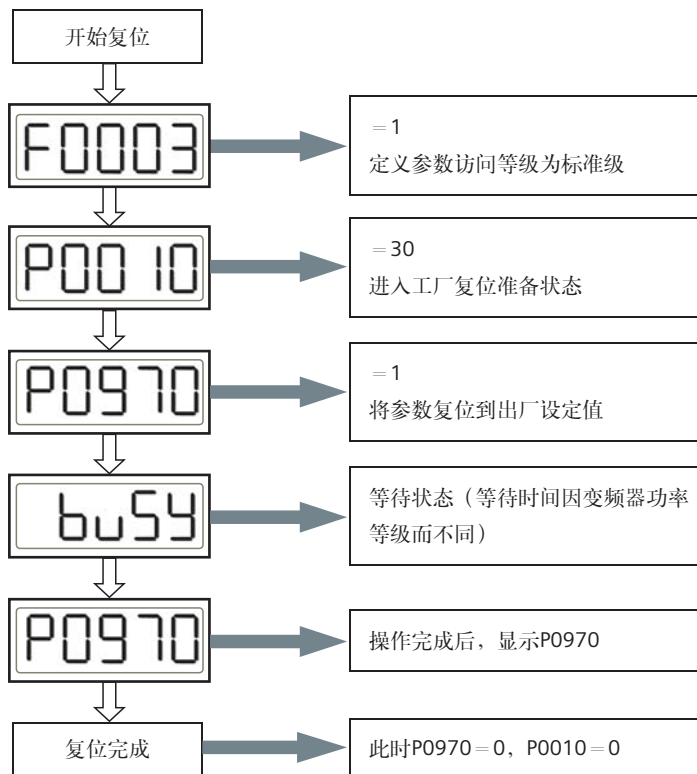 开始复位
F0003
＝1
定义参数访问等级为标准级
P0010
＝30
进入工厂复位准备状态
P0970
＝1
将参数复位到出厂设定值
buSY
等待状态（等待时间因变频器功率
等级而不同）
P0970
操作完成后，显示P0970
复位完成
此时P0970＝0，P0010＝0